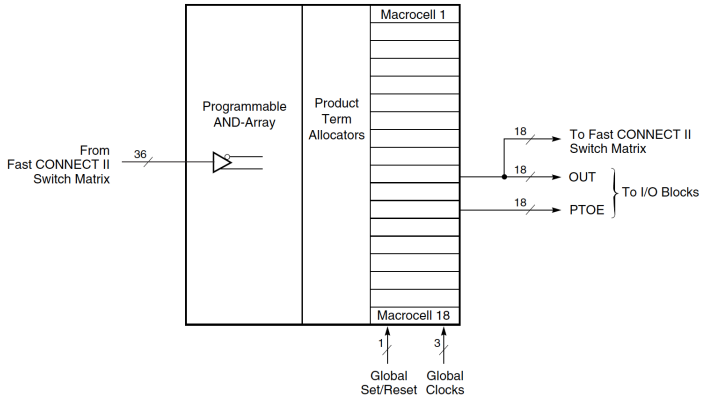 Macrocell 1
Programmable
AND-Array
Product
Term
Allocators
From
Fast CONNECT II
Switch Matrix
36
18
To Fast CONNECT II
Switch Matrix
18
OUT
To I/O Blocks
18
PTOE
Macrocell 18
1
3
Global
Set/Reset
Global
Clocks